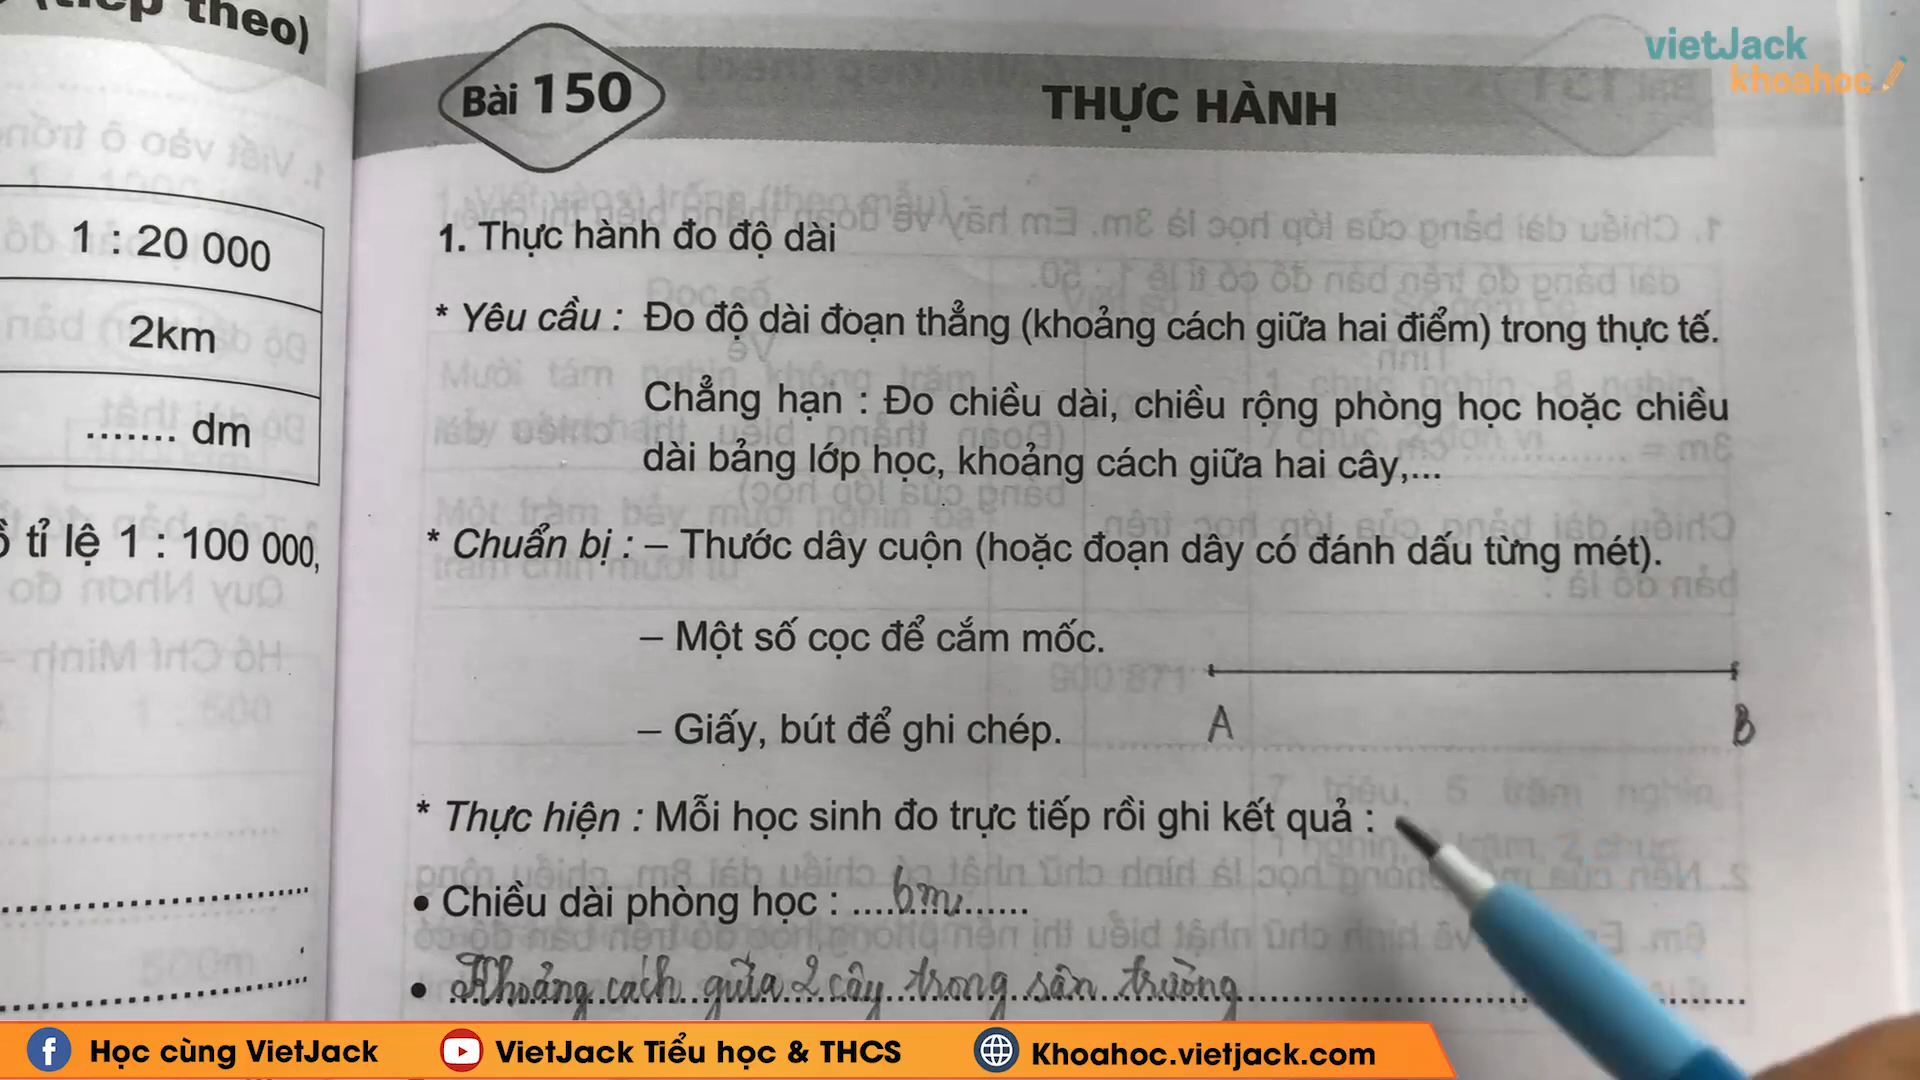 (tiếp theo)
1 : 20 000
2km
....... dm
tỉ lệ 1 : 100 000,
vietJack
khoahoc
Bài 150
THỰC HÀNH
1. Thực hành đo độ dài
* Yêu cầu : Đo độ dài đoạn thẳng (khoảng cách giữa hai điểm) trong thực tế.
Chẳng hạn : Đo chiều dài, chiều rộng phòng học hoặc chiều
dài bảng lớp học, khoảng cách giữa hai cây,...
* Chuẩn bị : – Thước dây cuộn (hoặc đoạn dây có đánh dấu từng mét).
– Một số cọc để cắm mốc.
– Giấy, bút để ghi chép.
A B
* Thực hiện : Mỗi học sinh đo trực tiếp rồi ghi kết quả :
• Chiều dài phòng học : ....6m.......
• Khoảng cách giữa 2 cây trong sân trường
Học cùng VietJack
VietJack Tiểu học & THCS
Khoahoc.vietjack.com